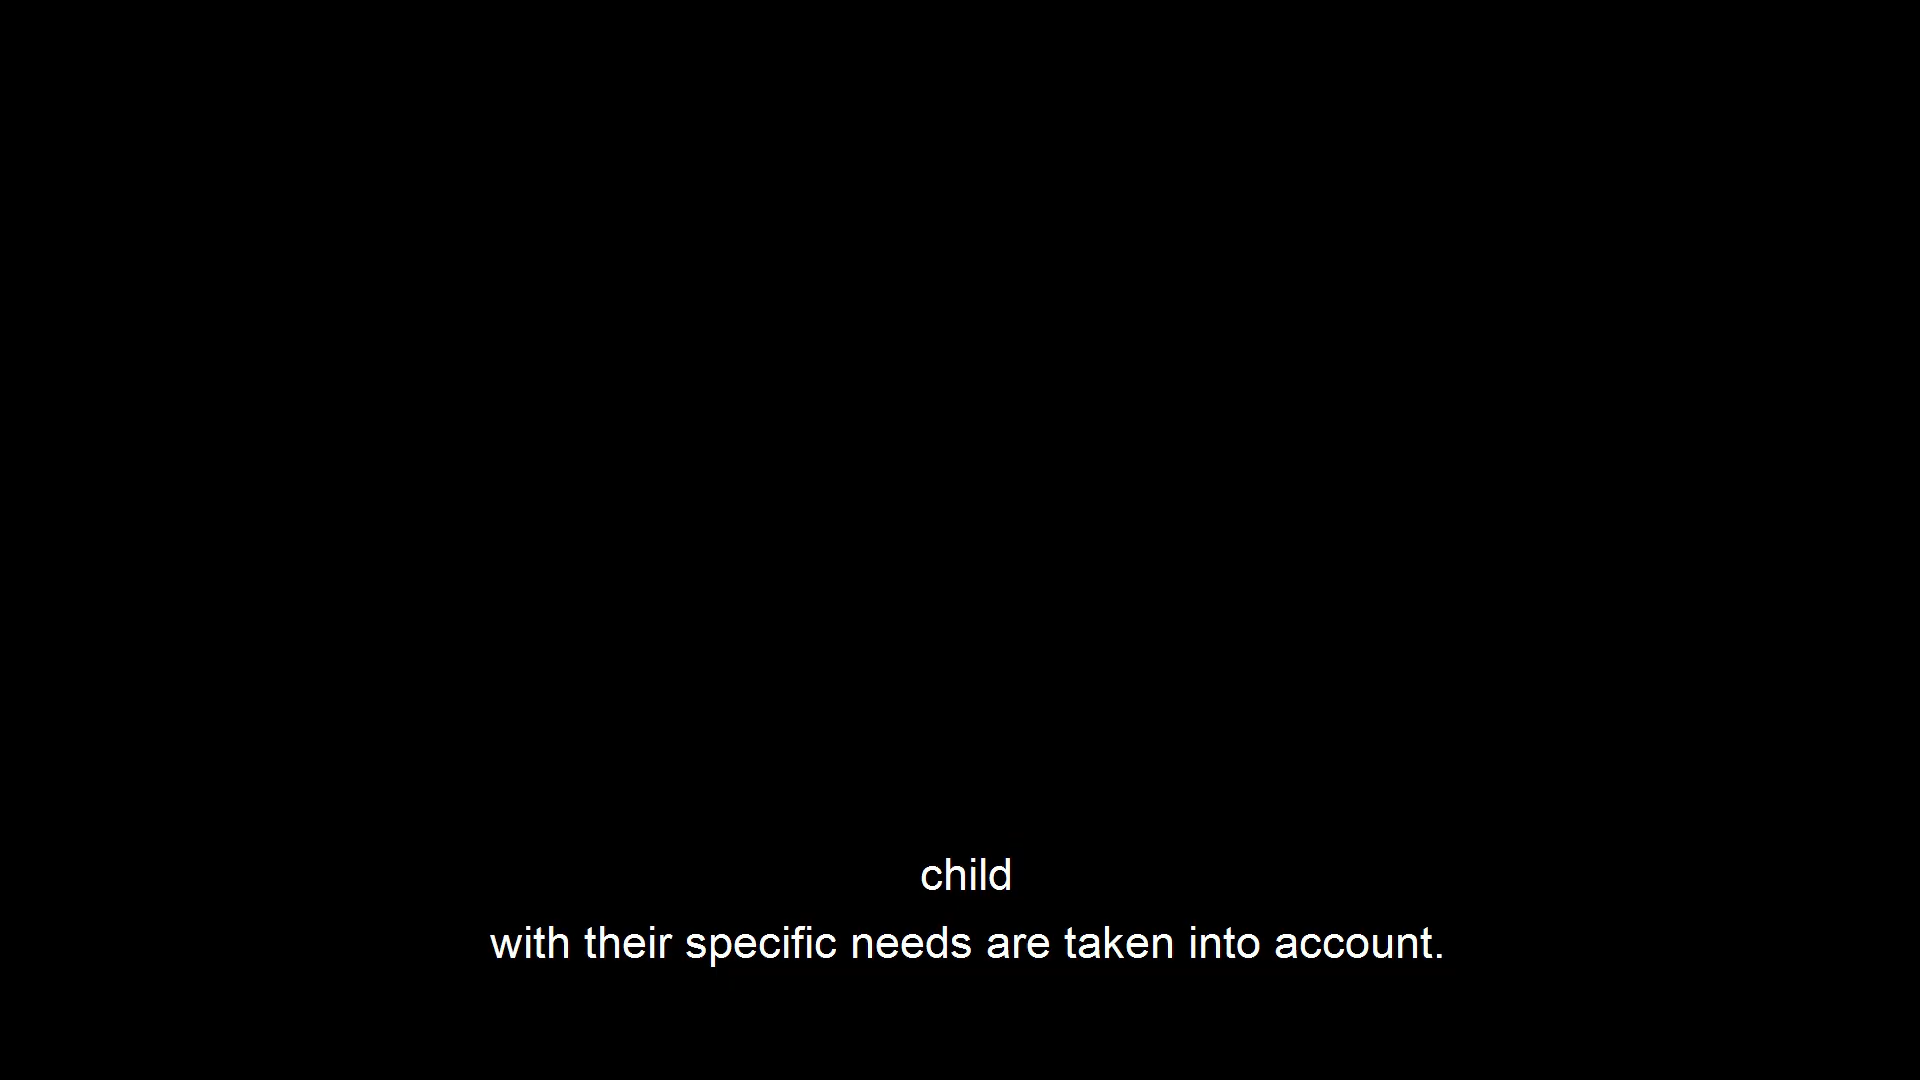 child
with their specific needs are taken into account.